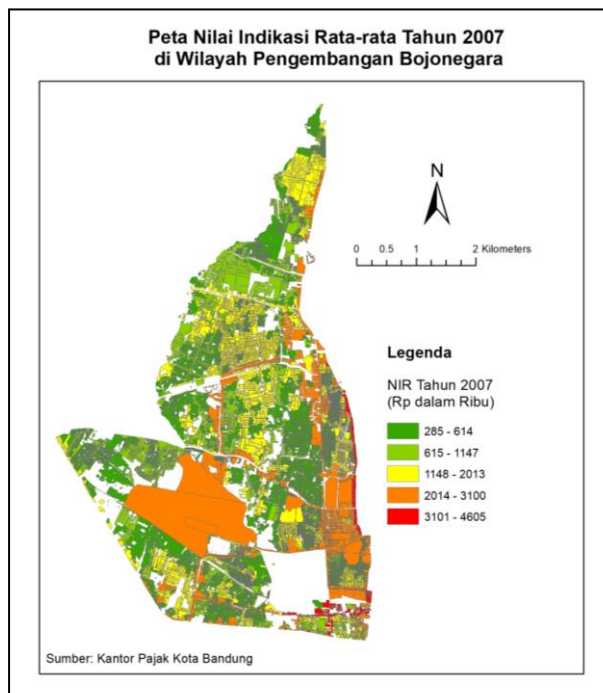 Peta Nilai Indikasi Rata-rata Tahun 2007
di Wilayah Pengembangan Bojonegara
N
0 0.5 1 2 Kilometers
Legenda
NIR Tahun 2007
(Rp dalam Ribu)
285 - 614
615 - 1147
1148 - 2013
2014 - 3100
3101 - 4605
Sumber: Kantor Pajak Kota Bandung